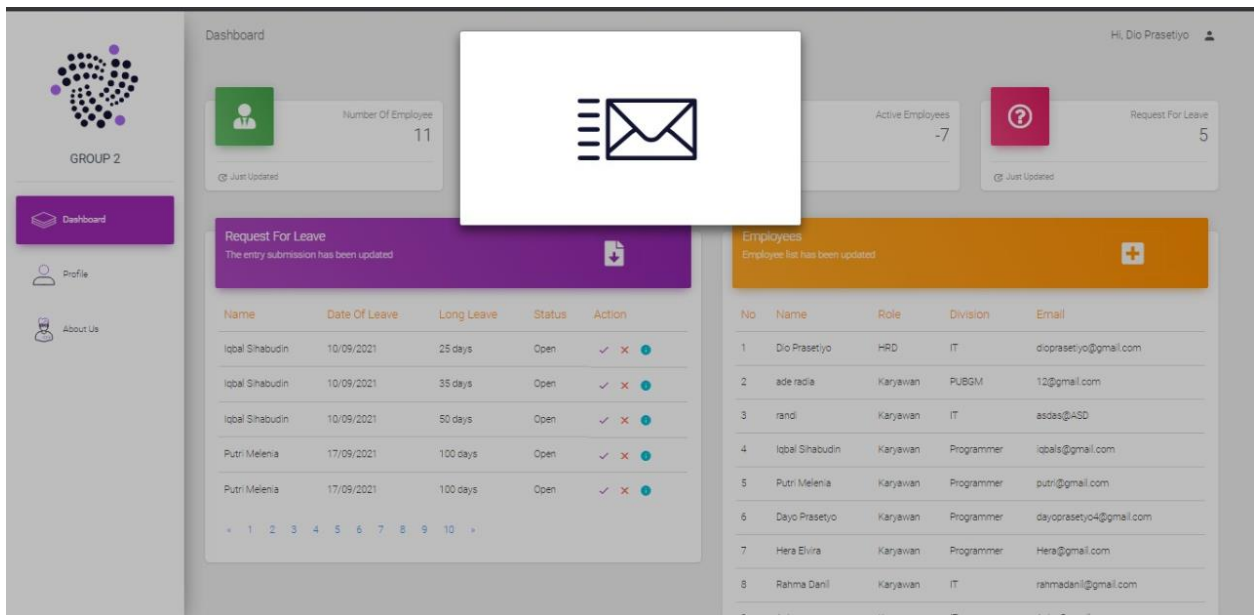 Dashboard
Hi, Dio Prasetiyo
GROUP 2
Dashboard
Profile
About Us
Number Of Employee
11
Just Updated
Active Employees
-7
Request For Leave
5
Just Updated
Request For Leave
The entry submission has been updated
Name Date Of Leave Long Leave Status Action
Iqbal Sihabudin 10/09/2021 25 days Open
Iqbal Sihabudin 10/09/2021 35 days Open
Iqbal Sihabudin 10/09/2021 50 days Open
Putri Melenia 17/09/2021 100 days Open
Putri Melenia 17/09/2021 100 days Open
« 1 2 3 4 5 6 7 8 9 10 »
Employees
Employee list has been updated
No Name Role Division Email
1 Dio Prasetiyo HRD IT dioprasetiyo@gmail.com
2 ade radia Karyawan PUBGM 12@gmail.com
3 randi Karyawan IT asdas@ASD
4 Iqbal Sihabudin Karyawan Programmer iqbals@gmail.com
5 Putri Melenia Karyawan Programmer putri@gmail.com
6 Dayo Prasetyo Karyawan Programmer dayoprasetyo4@gmail.com
7 Hera Elvira Karyawan Programmer Hera@gmail.com
8 Rahma Danil Karyawan IT rahmadanil@gmail.com